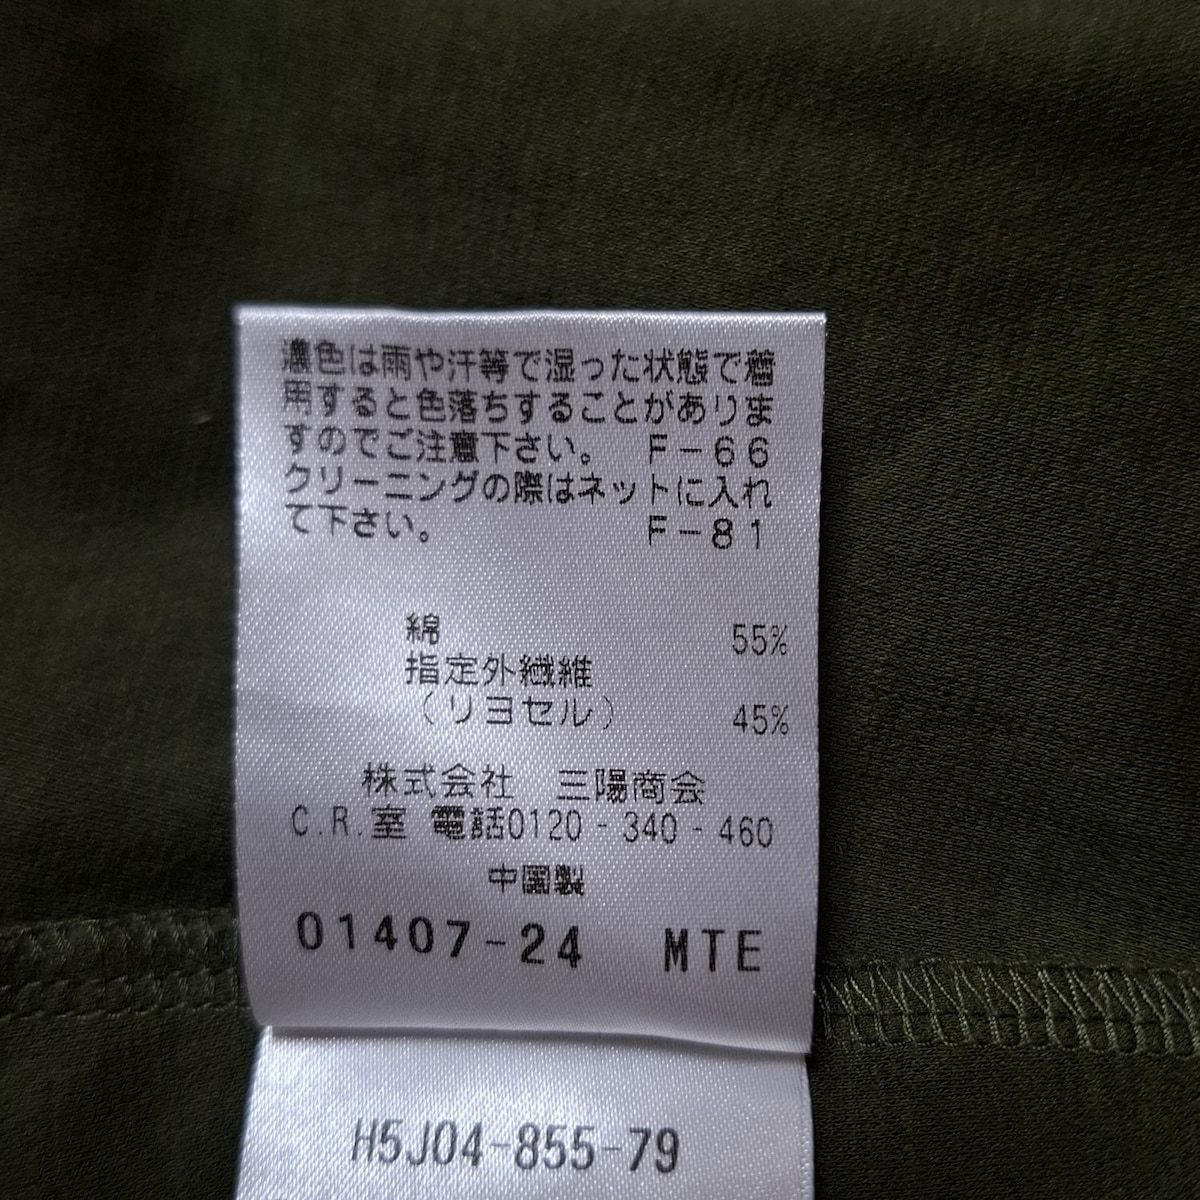 濃色は雨や汗等で湿った状態で着
用すると色落ちすることがありま
すのでご注意下さい。 F-66
クリーニングの際はネットに入れ
て下さい。 F-81
綿 55%
指定外繊維
(リヨセル) 45%
株式会社 三陽商会
C.R.室 電話0120-340-460
中国製
01407-24 MTE
H5J04-855-79